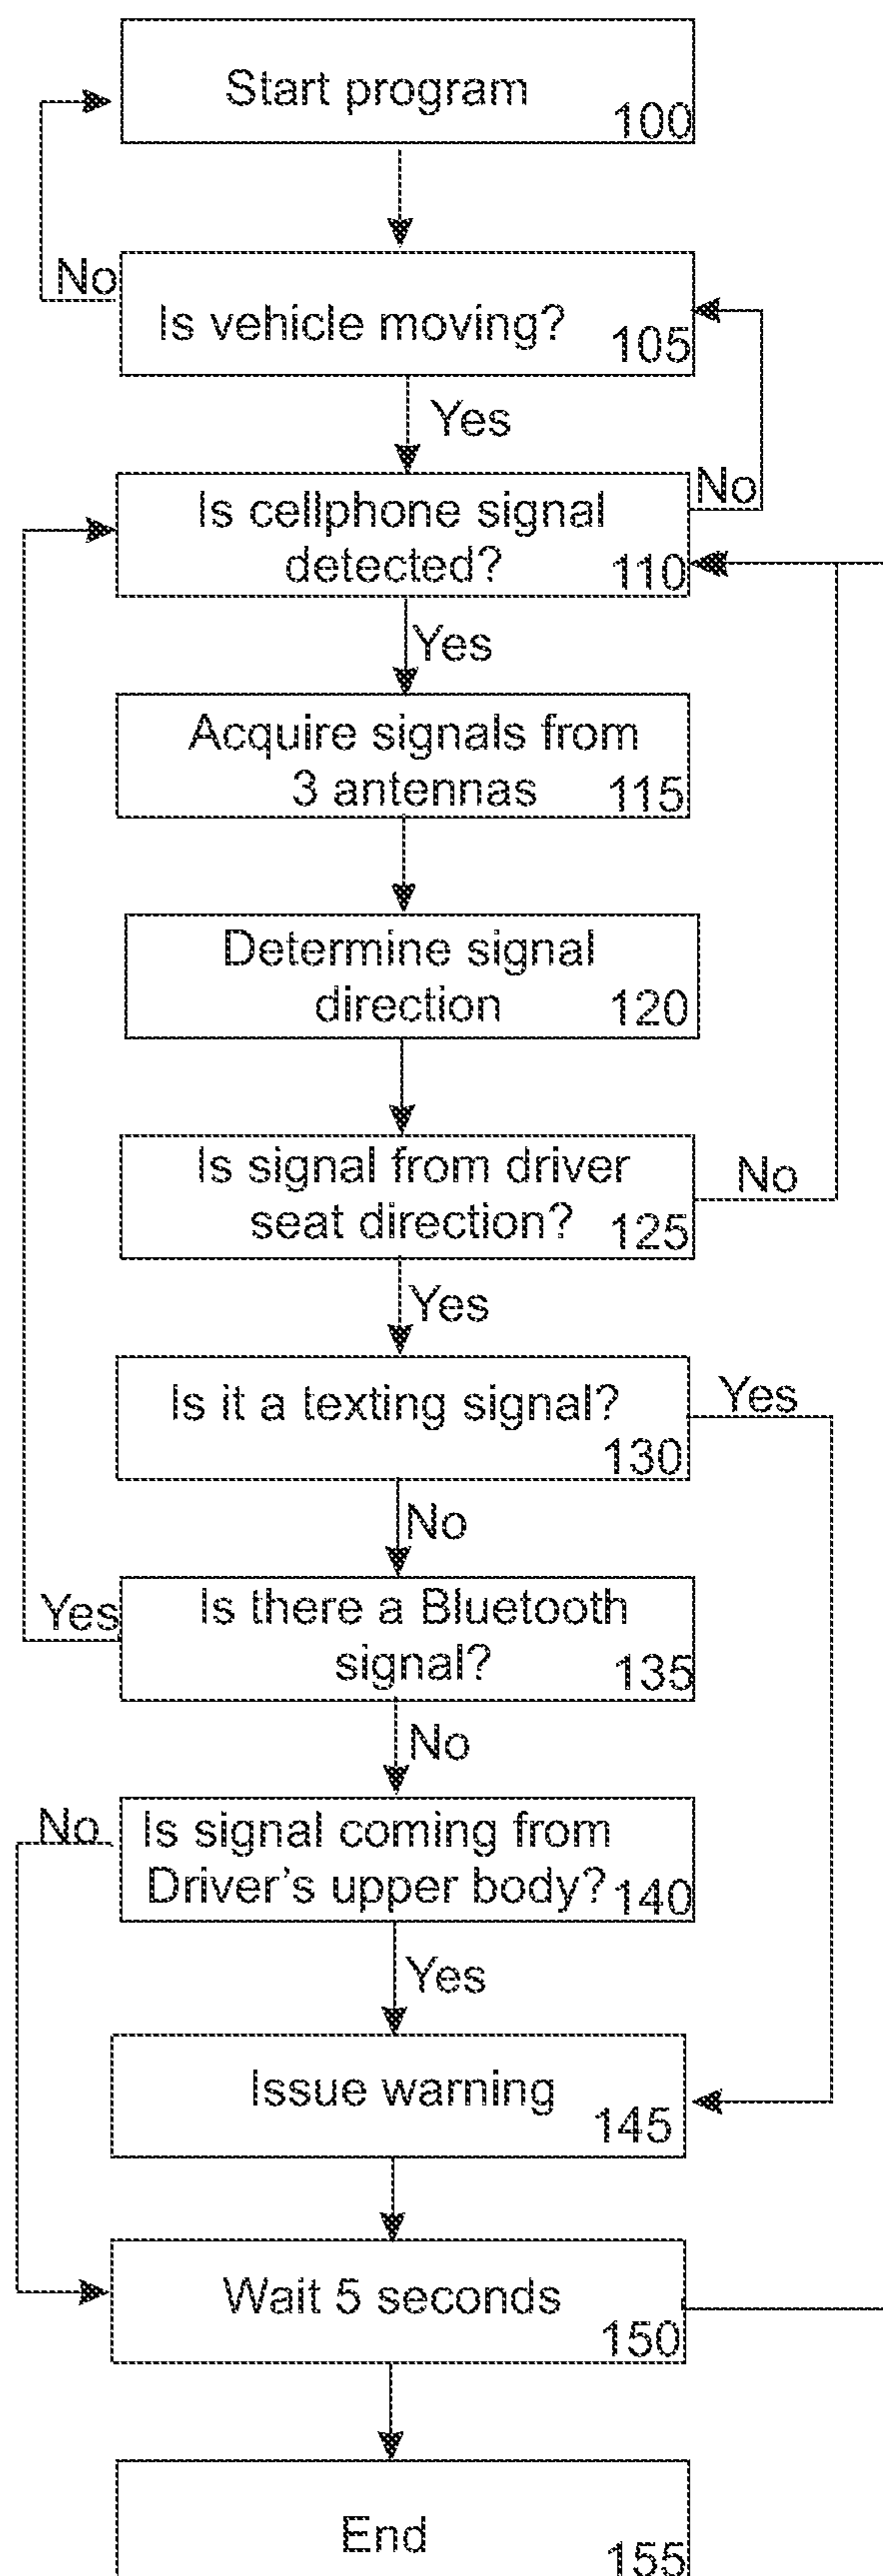 Start program
100
No
Is vehicle moving?
105
Yes
Is cellphone signal
detected?
110
No
Yes
Acquire signals from
3 antennas
115
Determine signal
direction
120
Is signal from driver
seat direction?
125
No
Yes
Is it a texting signal?
130
Yes
No
Is there a Bluetooth
signal?
135
Yes
No
Is signal coming from
Driver's upper body?
140
No
Yes
Issue warning
145
Wait 5 seconds
150
End
155